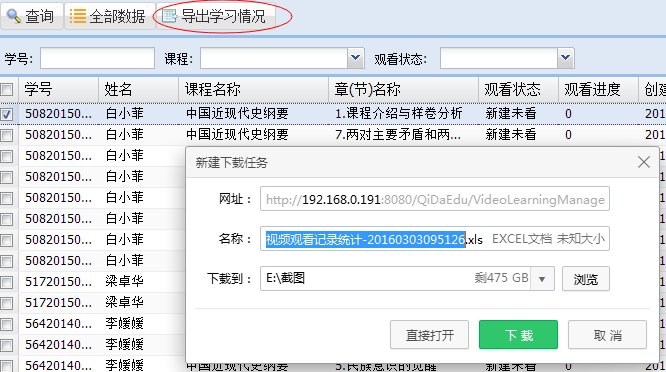 查询 全部数据 导出学习情况
学号: 课程: 观看状态:
学号 姓名 课程名称 章(节)名称 观看状态 观看进度 创建
50820150... 白小菲 中国近现代史纲要 1.课程介绍与样卷分析 新建未看 0 201
50820150... 白小菲 中国近现代史纲要 7.两对主要矛盾和两... 新建未看 0 201
50820150... 白小菲
新建下载任务
50820150... 白小菲
网址: http://192.168.0.191:8080/QiDaEdu/VideoLearningManage
50820150... 白小菲
50820150... 白小菲
名称: 视频观看记录统计-20160303095126.xls EXCEL文档 未知大小
50820150... 白小菲
50820150... 白小菲
下载到: E:\截图 剩475 GB 浏览
51720150... 梁卓华
51720150... 梁卓华
56420140... 李媛媛
直接打开 下载 取消
56420140... 李媛媛
56420140... 李媛媛 中国近现代史纲要 5.民族意识的觉醒 新建未看 0 201